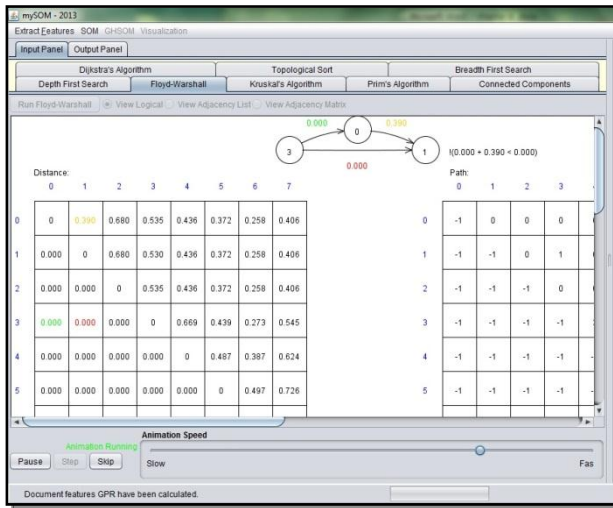 mySOM - 2013
Extract Features SOM GHSOM Visualization
Input Panel Output Panel
Dijkstra's Algorithm Topological Sort Breadth First Search
Depth First Search Floyd-Warshall Kruskal's Algorithm Prim's Algorithm Connected Components
Run Floyd-Warshall View Logical View Adjacency List View Adjacency Matrix
0.000 0 0.390
3 1 !(0.000 + 0.390 < 0.000)
0.000
Distance: Path:
0 1 2 3 4 5 6 7 0 1 2 3
0 0 0.390 0.680 0.535 0.436 0.372 0.258 0.406 0 -1 0 0 0
1 0.000 0 0.680 0.530 0.436 0.372 0.258 0.406 1 -1 -1 0 1
2 0.000 0.000 0 0.535 0.436 0.372 0.258 0.406 2 -1 -1 -1 0
3 0.000 0.000 0.000 0 0.669 0.439 0.273 0.545 3 -1 -1 -1 -1
4 0.000 0.000 0.000 0.000 0 0.487 0.387 0.624 4 -1 -1 -1 -1
5 0.000 0.000 0.000 0.000 0.000 0 0.497 0.726 5 -1 -1 -1 -1
Animation Speed
Animation Running
Pause Step Skip Slow Fas
Document features GPR have been calculated.